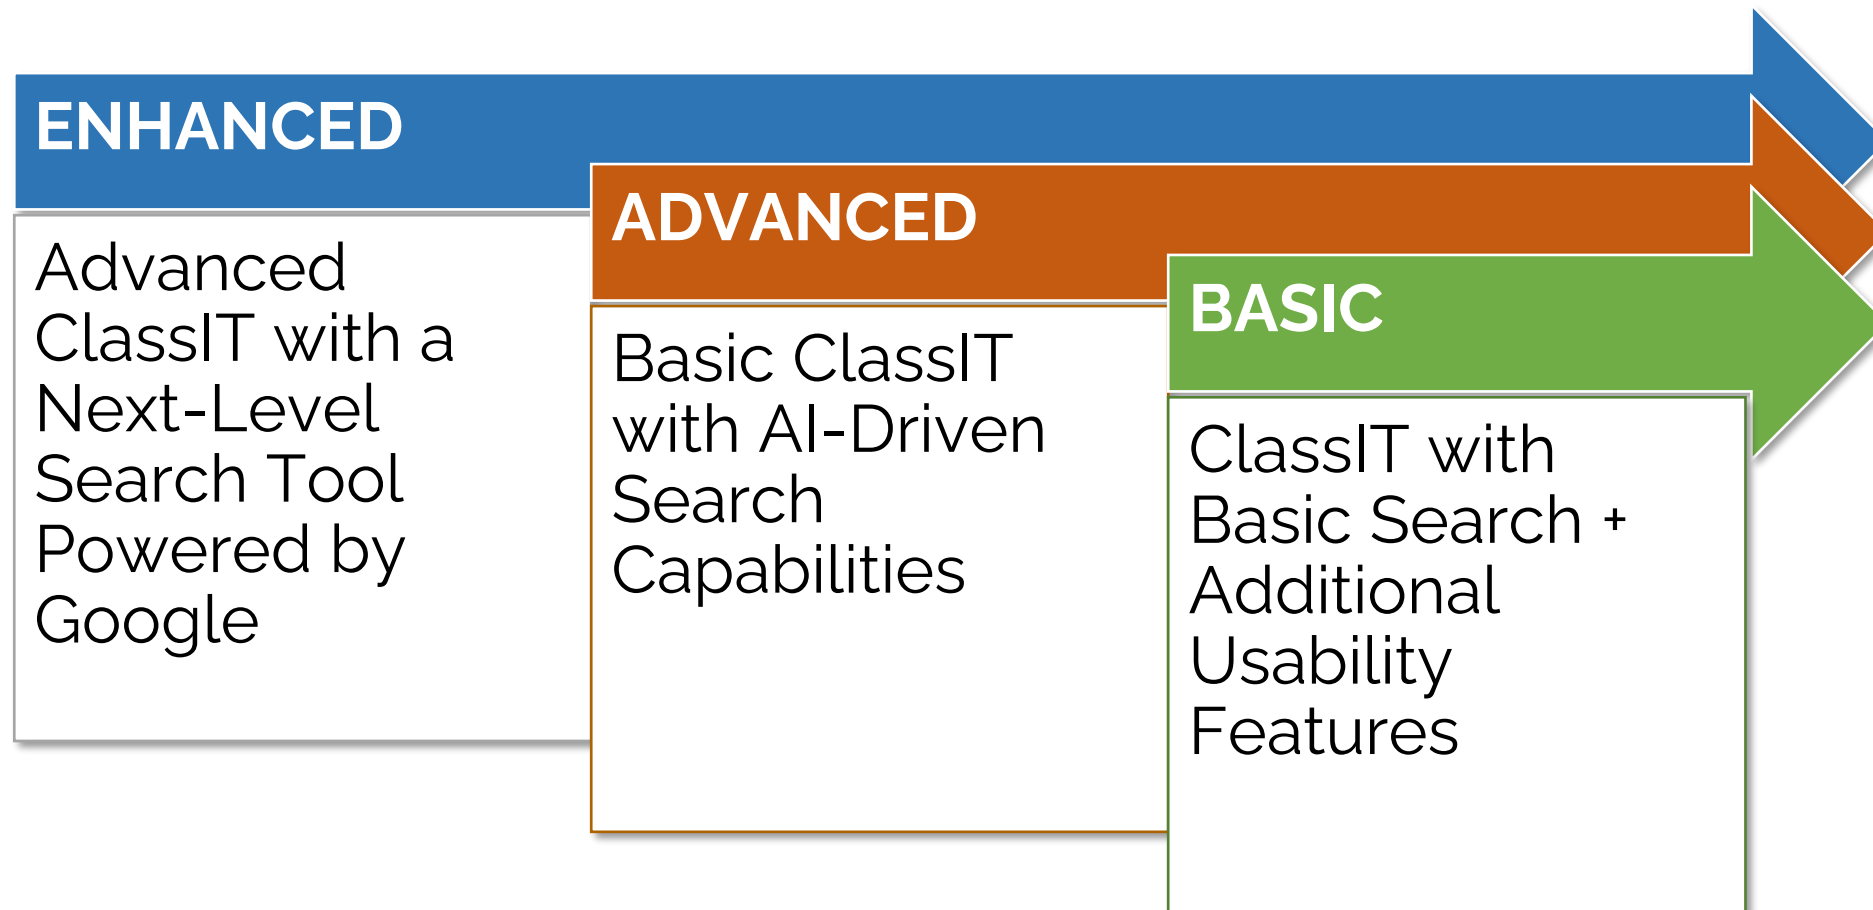 ENHANCED
Advanced
ClassIT with a
Next-Level
Search Tool
Powered by
Google
ADVANCED
Basic ClassIT
with AI-Driven
Search
Capabilities
BASIC
ClassIT with
Basic Search +
Additional
Usability
Features